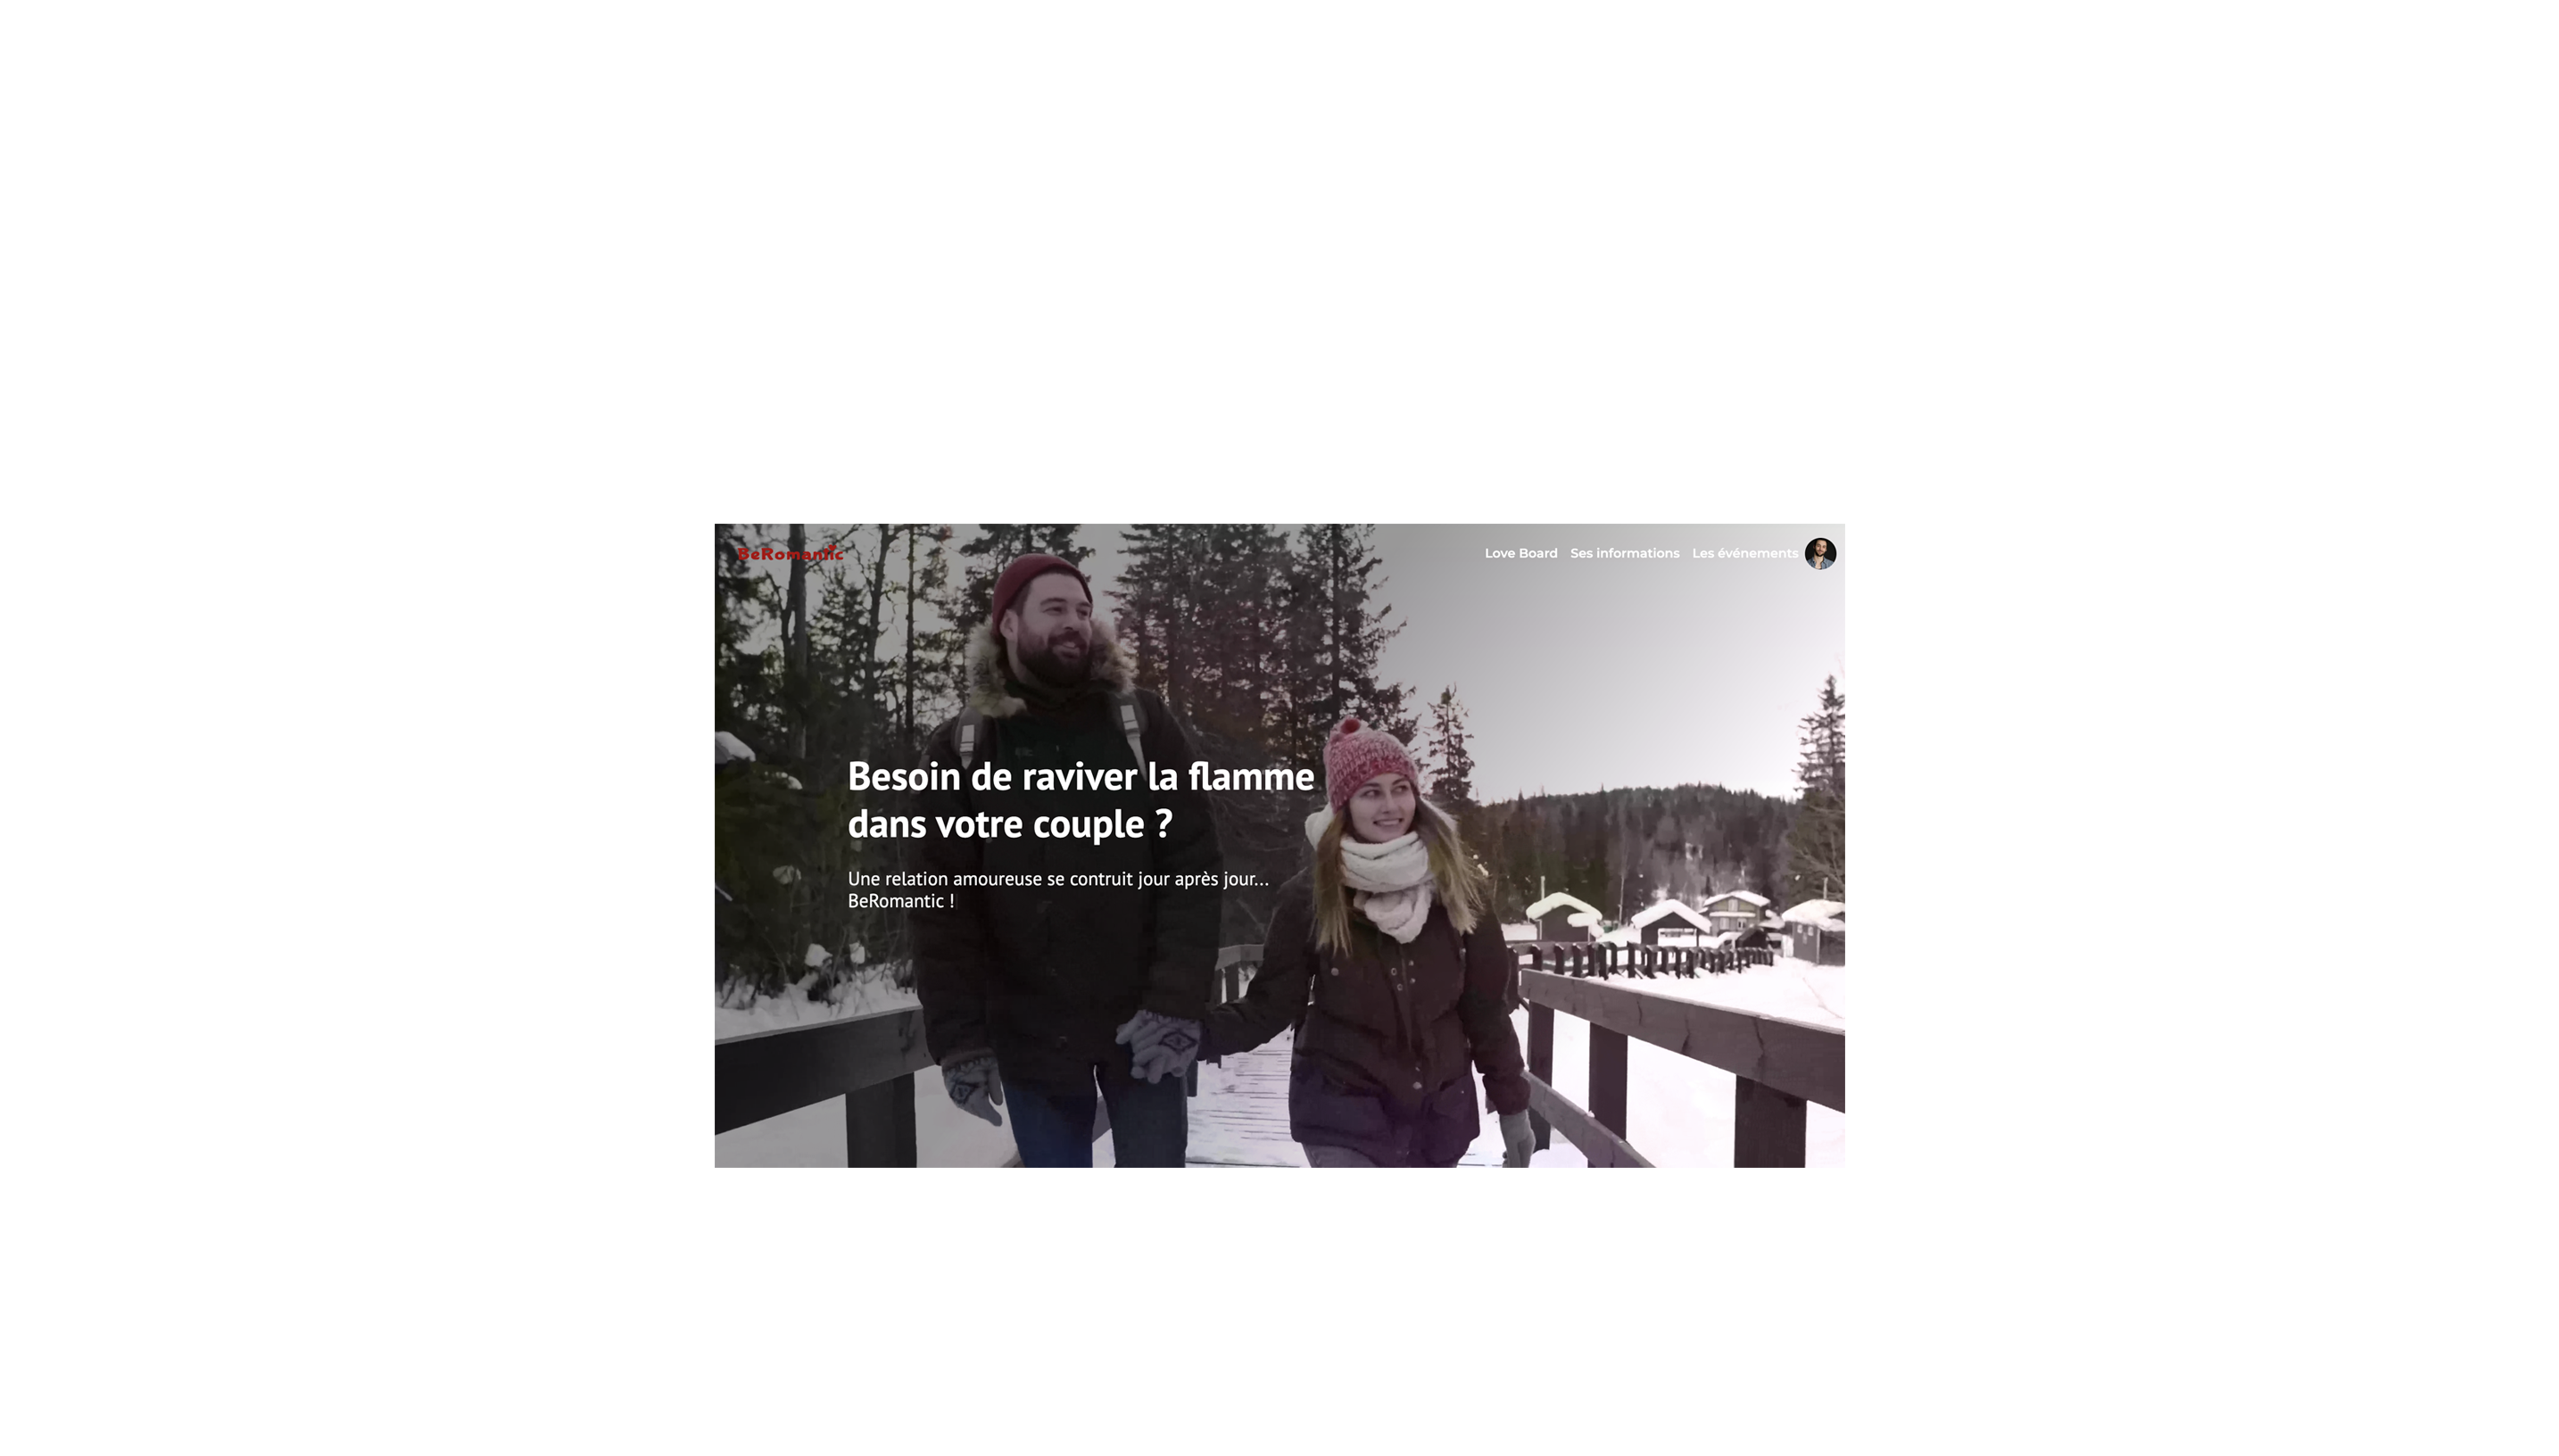 BeRomantic
Love Board Ses informations Les événements
Besoin de raviver la flamme
dans votre couple ?
Une relation amoureuse se contruit jour après jour...
BeRomantic !